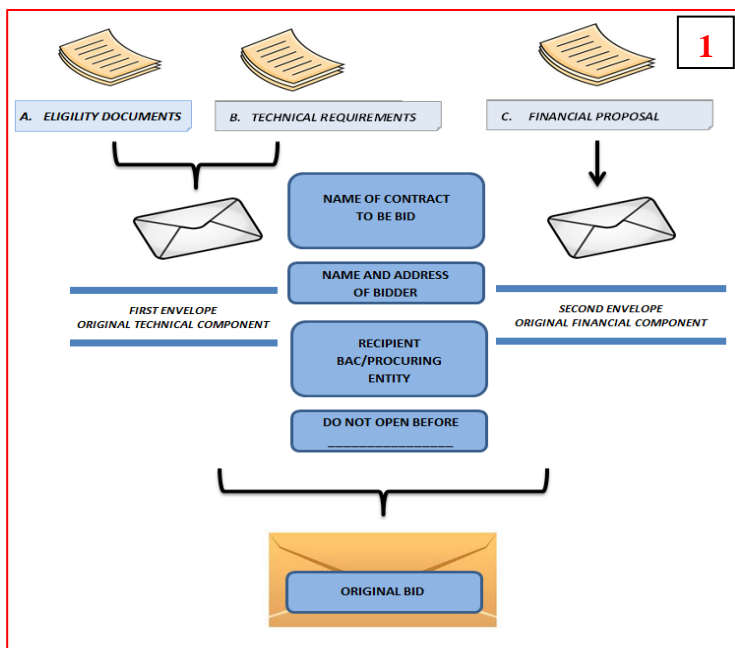 1
A. ELIGILITY DOCUMENTS
B. TECHNICAL REQUIREMENTS
C. FINANCIAL PROPOSAL
NAME OF CONTRACT
TO BE BID
NAME AND ADDRESS
OF BIDDER
FIRST ENVELOPE
ORIGINAL TECHNICAL COMPONENT
SECOND ENVELOPE
ORIGINAL FINANCIAL COMPONENT
RECIPIENT
BAC/PROCURING
ENTITY
DO NOT OPEN BEFORE
________________
ORIGINAL BID